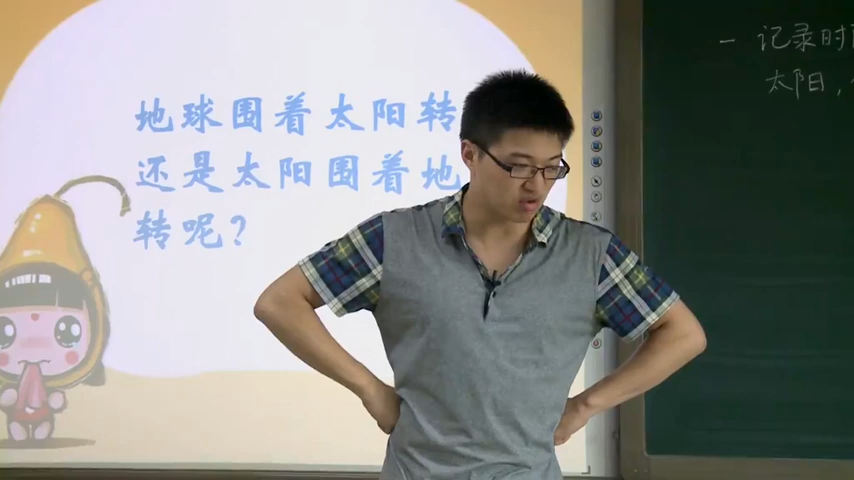 地球围着太阳转
还是太阳围着地
转呢?
一 记录时
太阳,